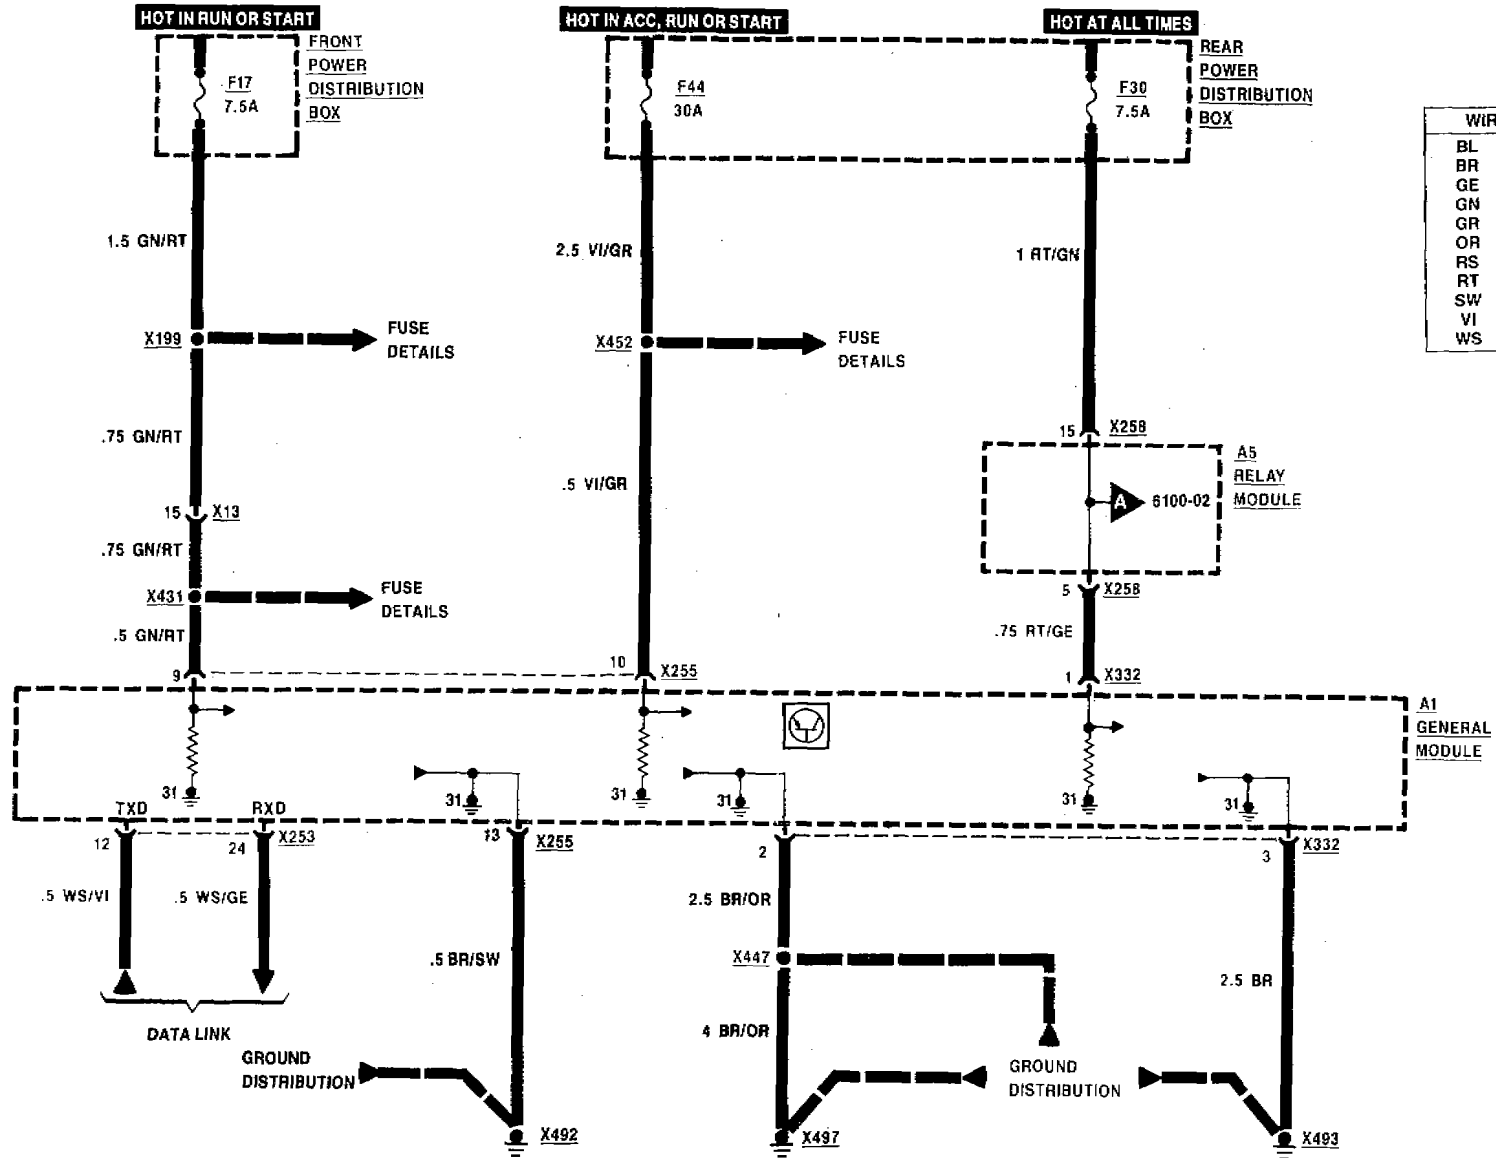 HOT IN RUN OR START
HOT IN ACC, RUN OR START
HOT AT ALL TIMES
FRONT
POWER
DISTRIBUTION
BOX
F17
7.5A
F44
30A
F30
7.5A
REAR
POWER
DISTRIBUTION
BOX
BL
BR
GE
GN
GR
OR
RS
RT
SW
VI
WS
1.5 GN/RT
2.5 VI/GR
1 RT/GN
X199
FUSE
DETAILS
X452
FUSE
DETAILS
.75 GN/RT
.5 VI/GR
15 X258
A5
RELAY
MODULE
A 6100-02
15 X13
.75 GN/RT
X431
FUSE
DETAILS
5 X258
.5 GN/RT
.75 RT/GE
9
10 X255
1 X332
A1
GENERAL
MODULE
31
31
31
31
31
31
TXD
RXD
12
24 X253
13 X255
2
3 X332
.5 WS/VI
.5 WS/GE
2.5 BR/OR
.5 BR/SW
X447
2.5 BR
DATA LINK
4 BR/OR
GROUND
DISTRIBUTION
GROUND
DISTRIBUTION
X492
X497
X493